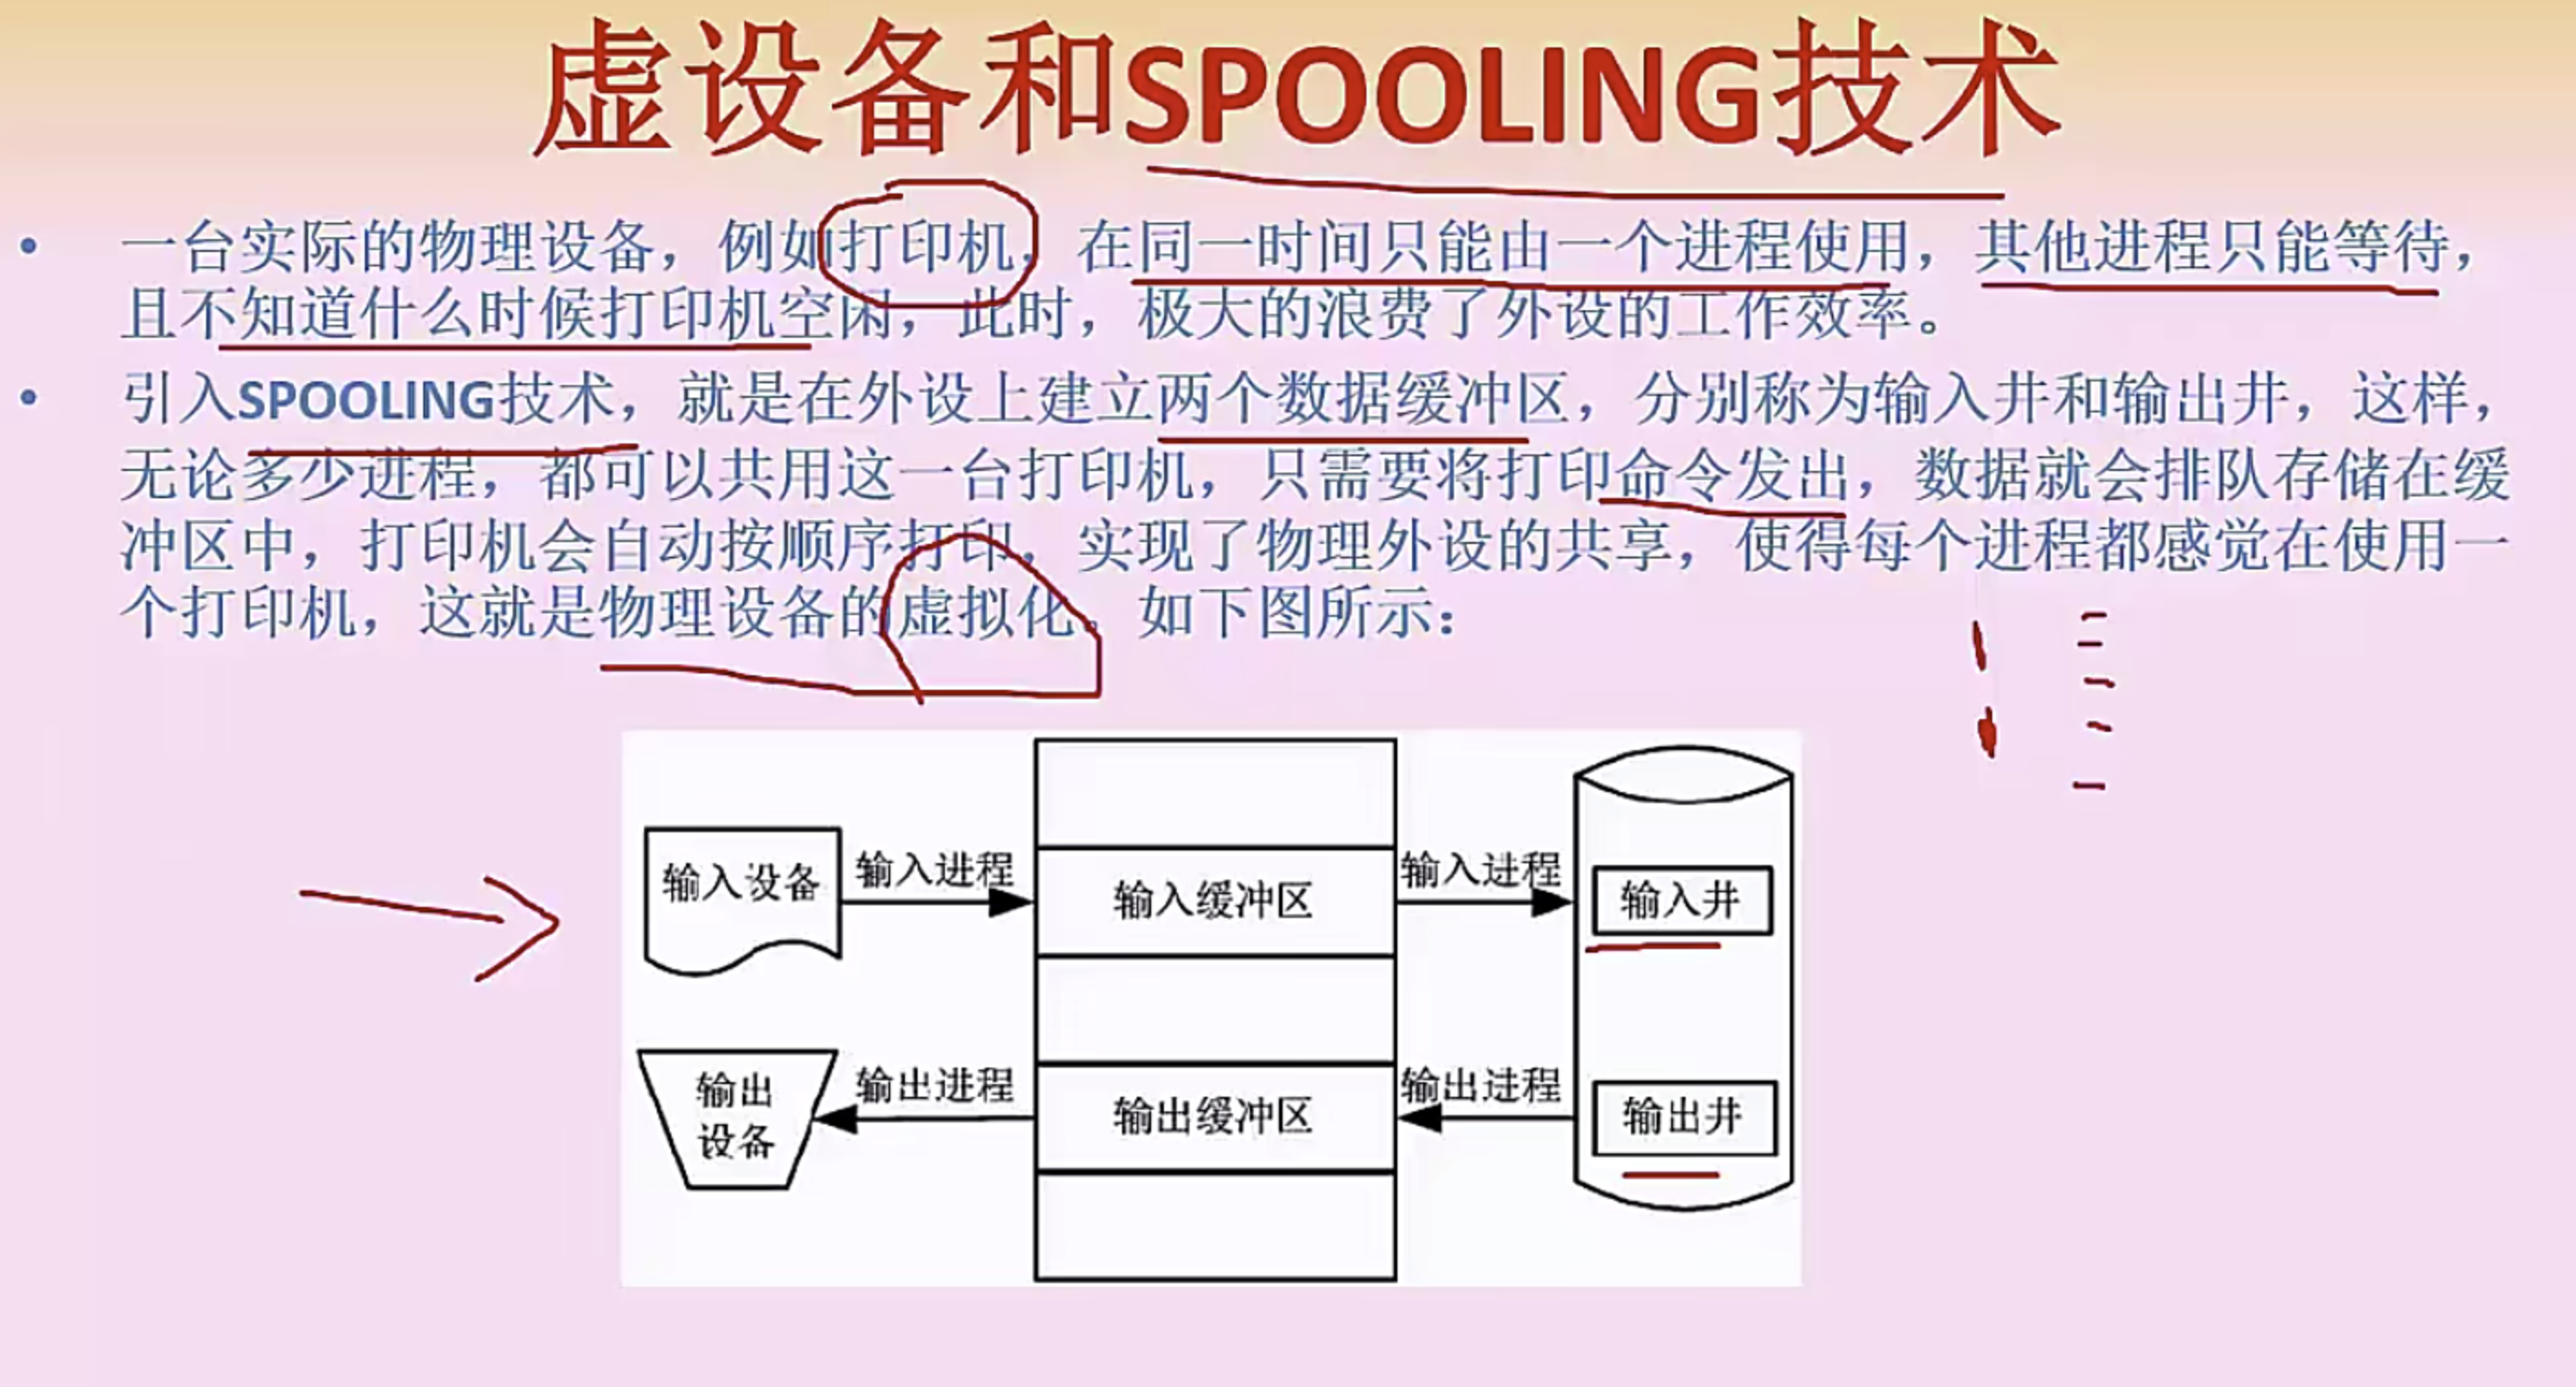 虚设备和SPOOLING技术
• 一台实际的物理设备，例如打印机，在同一时间只能由一个进程使用，其他进程只能等待，
且不知道什么时候打印机空闲，此时，极大的浪费了外设的工作效率。
• 引入SPOOLING技术，就是在外设上建立两个数据缓冲区，分别称为输入井和输出井，这样，
无论多少进程，都可以共用这一台打印机，只需要将打印命令发出，数据就会排队存储在缓
冲区中，打印机会自动按顺序打印，实现了物理外设的共享，使得每个进程都感觉在使用一
个打印机，这就是物理设备的虚拟化。如下图所示：
输入设备
输入进程
输入缓冲区
输入进程
输入井
输出
设备
输出进程
输出缓冲区
输出进程
输出井